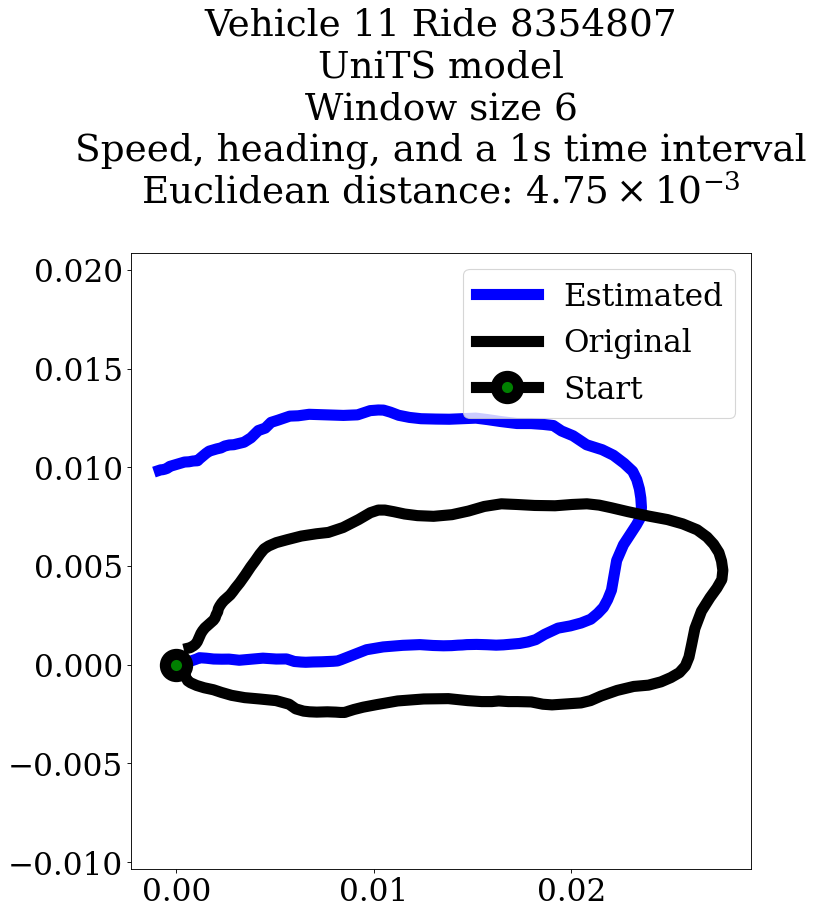 Vehicle 11 Ride 8354807
UniTS model
Window size 6
Speed, heading, and a 1s time interval
Euclidean distance: 4.75 × 10⁻³
Estimated
Original
Start
0.020
0.015
0.010
0.005
0.000
−0.005
−0.010
0.00 0.01 0.02